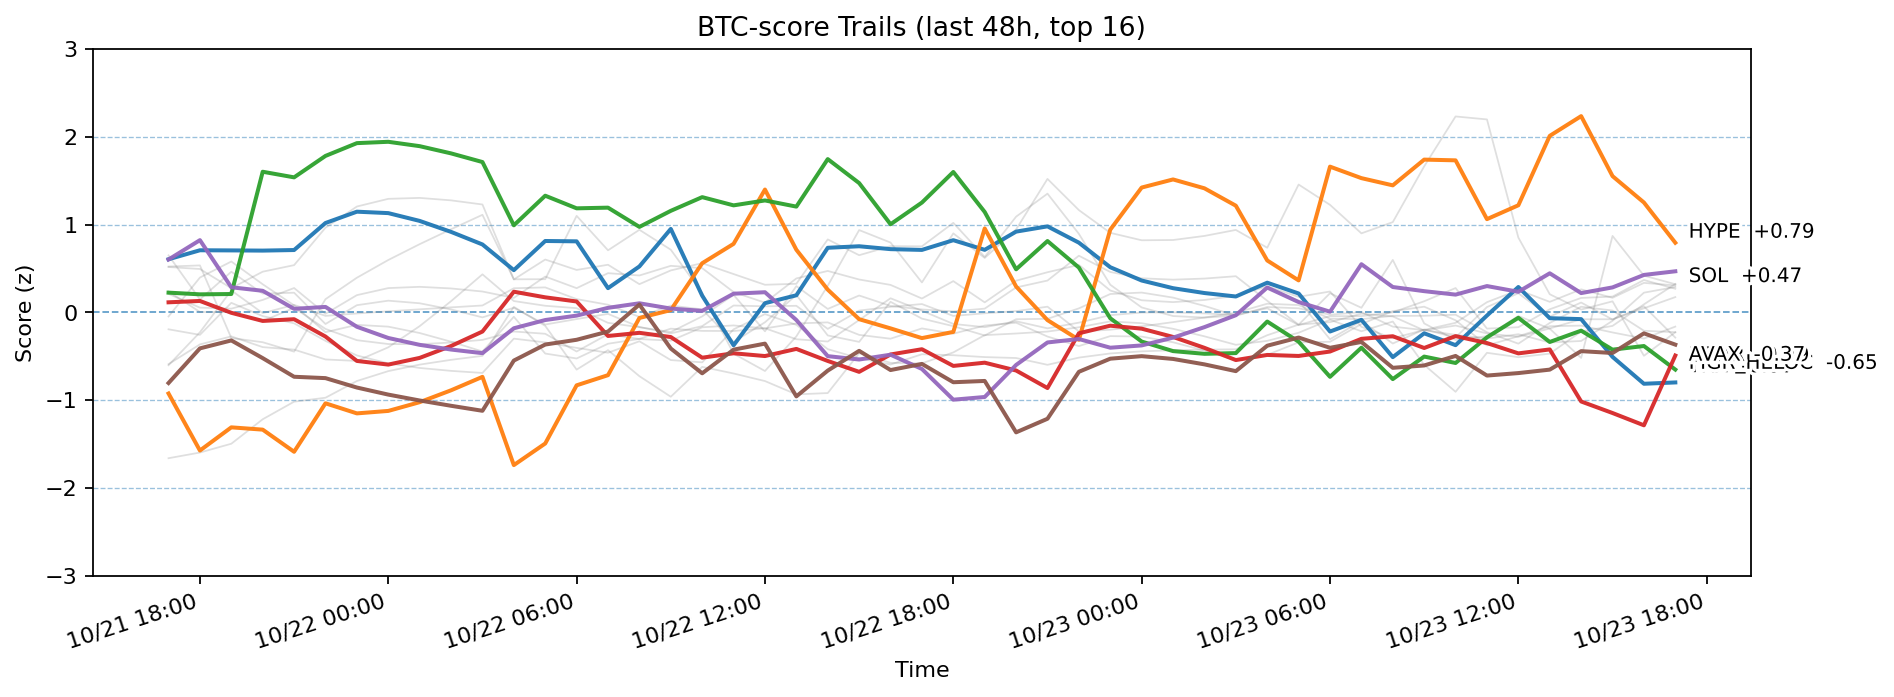 BTC-score Trails (last 48h, top 16)
3
2
1
0
−1
−2
−3
Score (z)
HYPE +0.79
SOL +0.47
AVAX -0.37
HELOC -0.65
10/21 18:00
10/22 00:00
10/22 06:00
10/22 12:00
10/22 18:00
10/23 00:00
10/23 06:00
10/23 12:00
10/23 18:00
Time